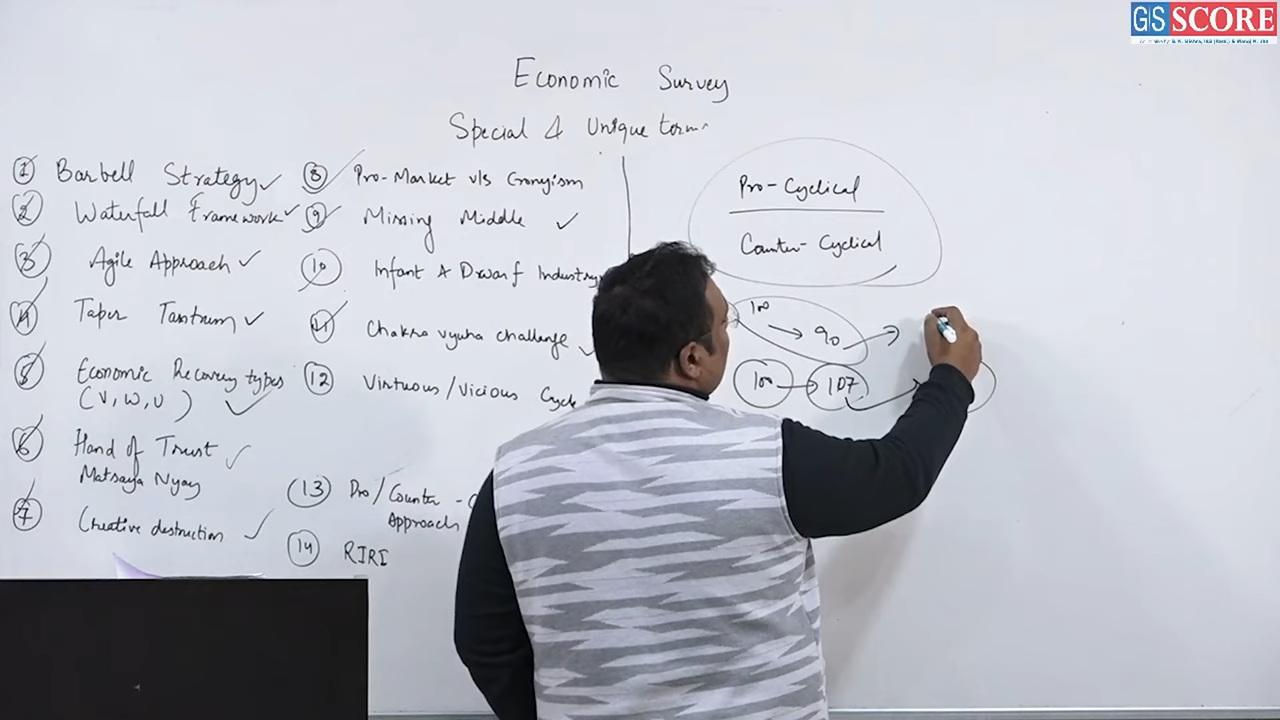 GS SCORE
Economic Survey
Special & Unique terms
① Barbell Strategy ✓
② Waterfall Framework ✓
③ Agile Approach ✓
④ Taper Tantrum ✓
⑤ Economic Recovery types
(V, W, U) ✓
⑥ Hand of Trust ✓
Matsaya Nyay
⑦ Creative destruction ✓
⑧ Pro-Market v/s Cronyism
⑨ Missing Middle ✓
⑩ Infant & Dwarf Industry
⑪ Chakra vyuha challenge ✓
⑫ Virtuous/Vicious Cycle
⑬ Pro/Counter - C
Approach
⑭ RIRI
Pro-Cyclical
Counter-Cyclical
100 → 90 →
100 → 107 →